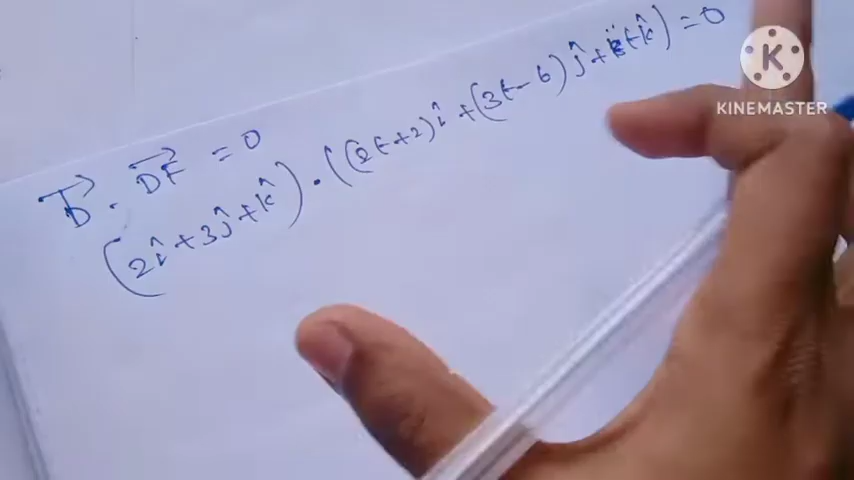 D⃗ · DF⃗ = 0
(2î + 3ĵ + k̂) · ((2t+2)î + (3t-6)ĵ + t k̂) = 0
K
KINEMASTER